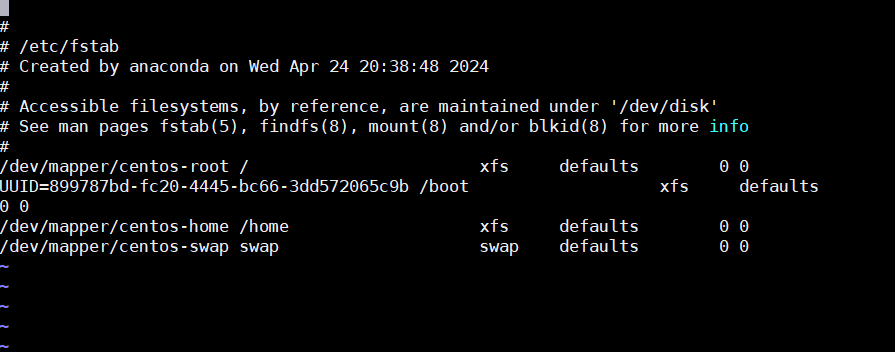 #
# /etc/fstab
# Created by anaconda on Wed Apr 24 20:38:48 2024
#
# Accessible filesystems, by reference, are maintained under '/dev/disk'
# See man pages fstab(5), findfs(8), mount(8) and/or blkid(8) for more info
#
/dev/mapper/centos-root /                       xfs     defaults        0 0
UUID=899787bd-fc20-4445-bc66-3dd572065c9b /boot                   xfs     defaults
0 0
/dev/mapper/centos-home /home                   xfs     defaults        0 0
/dev/mapper/centos-swap swap                    swap    defaults        0 0
~
~
~
~
~